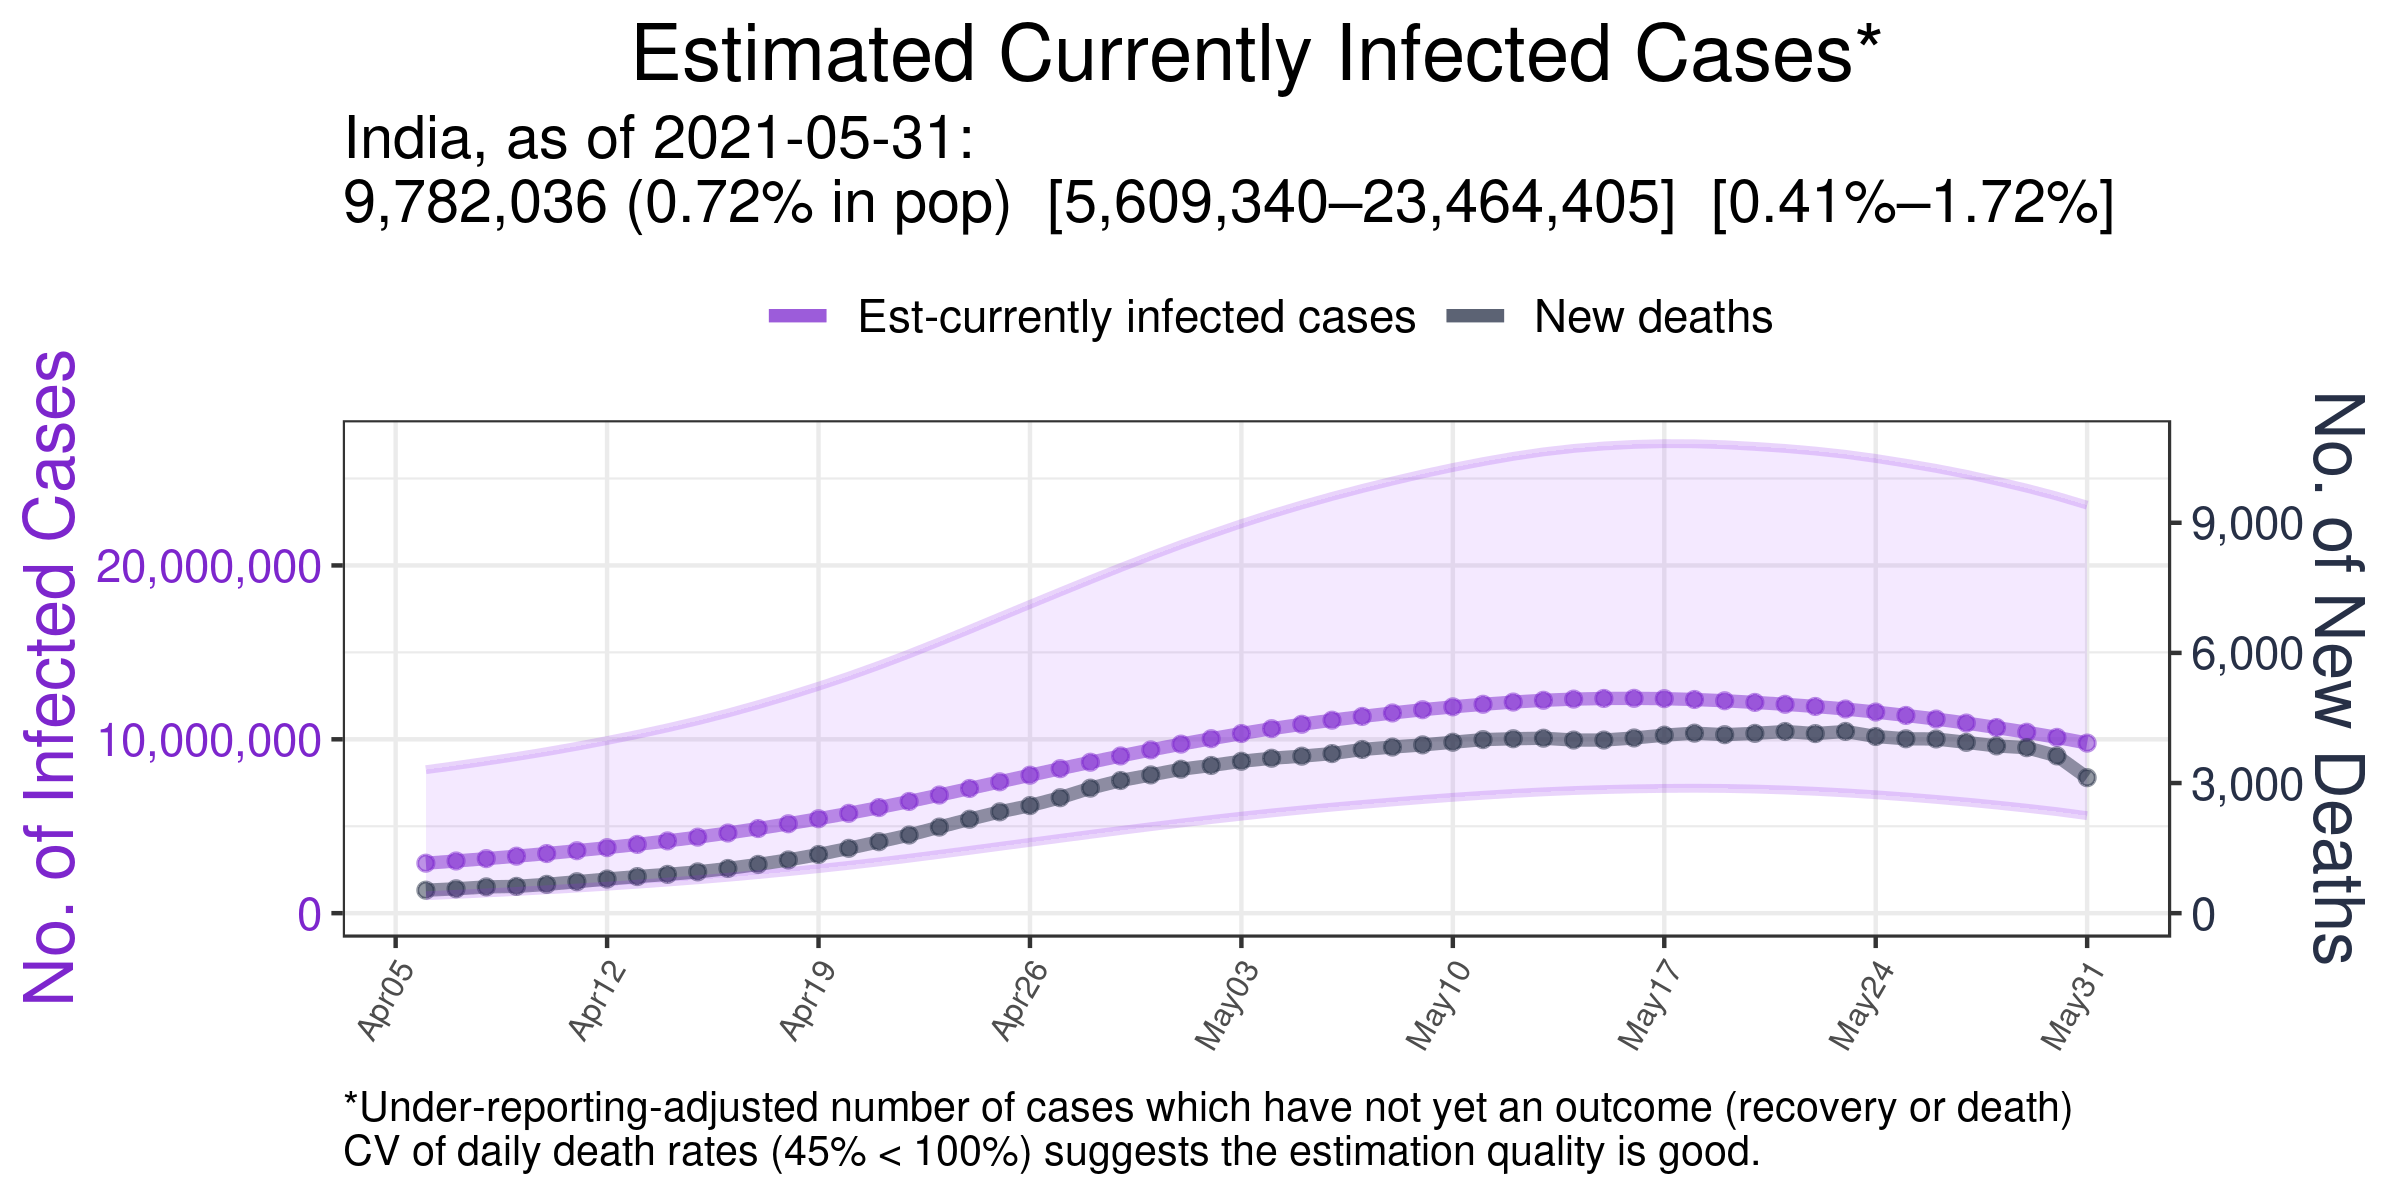 Estimated Currently Infected Cases*
India, as of 2021-05-31:
9,782,036 (0.72% in pop)  [5,609,340–23,464,405]  [0.41%–1.72%]
Est-currently infected cases
New deaths
No. of Infected Cases
20,000,000
10,000,000
0
9,000
6,000
3,000
0
No. of New Deaths
Apr05
Apr12
Apr19
Apr26
May03
May10
May17
May24
May31
*Under-reporting-adjusted number of cases which have not yet an outcome (recovery or death)
CV of daily death rates (45% < 100%) suggests the estimation quality is good.